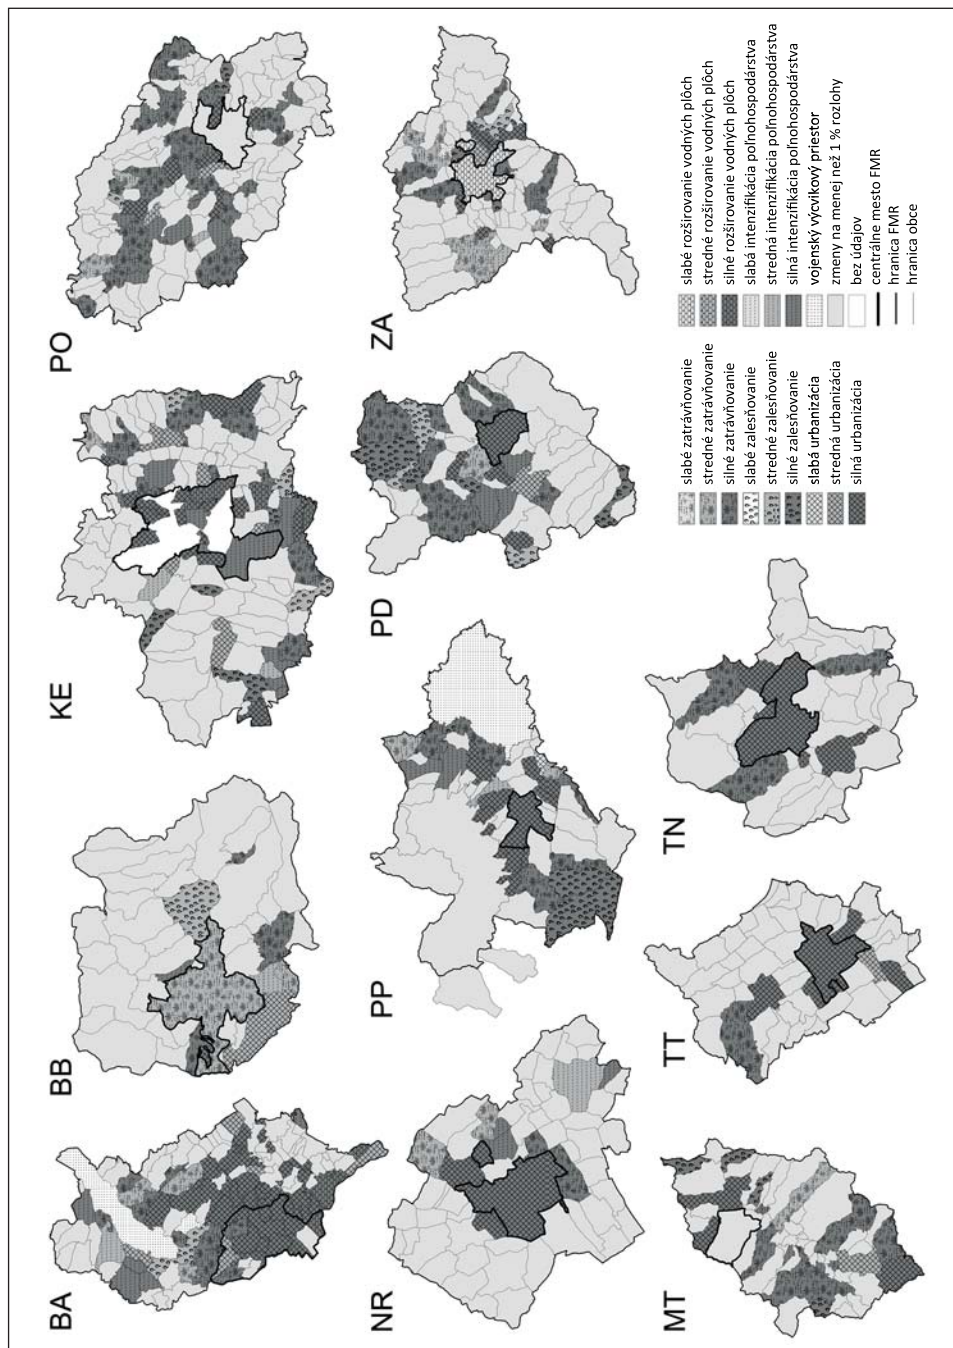 BA
BB
KE
PO
NR
PP
PD
ZA
MT
TT
TN
slabé zatrávňovanie
stredné zatrávňovanie
silné zatrávňovanie
slabé zalesňovanie
stredné zalesňovanie
silné zalesňovanie
slabá urbanizácia
stredná urbanizácia
silná urbanizácia
slabé rozširovanie vodných plôch
stredné rozširovanie vodných plôch
silné rozširovanie vodných plôch
slabá intenzifikácia poľnohospodárstva
stredná intenzifikácia poľnohospodárstva
silná intenzifikácia poľnohospodárstva
vojenský výcvikový priestor
zmeny na menej než 1 % rozlohy
bez údajov
centrálne mesto FMR
hranica FMR
hranica obce